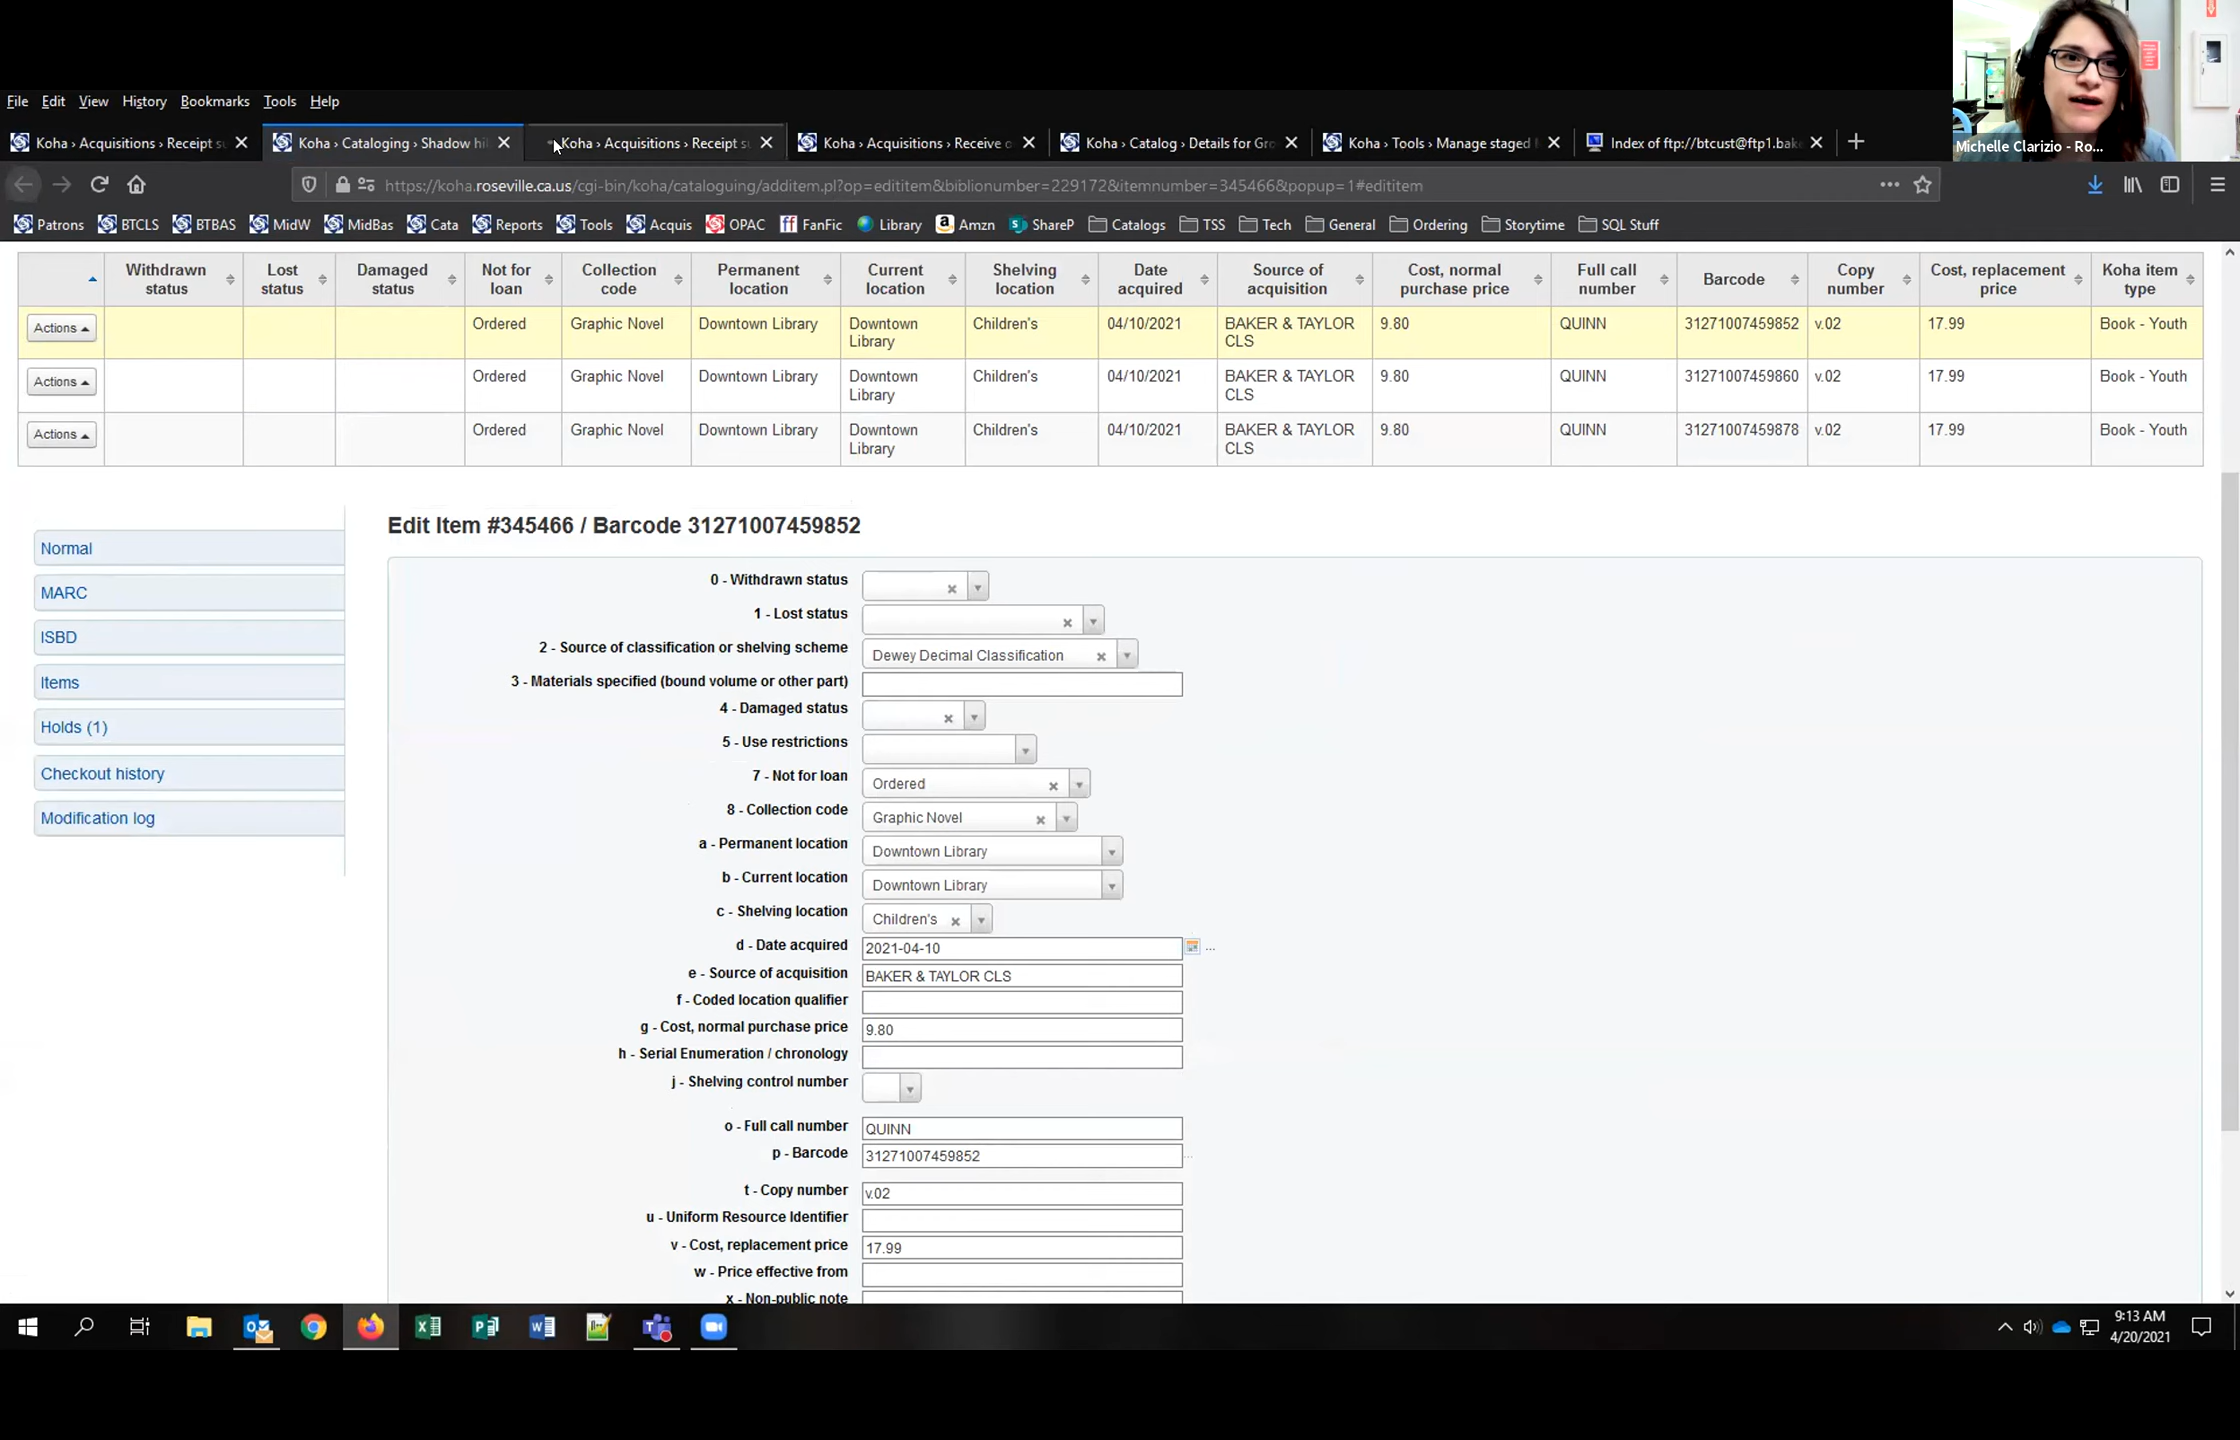 Michelle Clarizio - Ro...
File Edit View History Bookmarks Tools Help
Koha › Acquisitions › Receipt su Koha › Cataloging › Shadow hil Koha › Acquisitions › Receipt su Koha › Acquisitions › Receive o Koha › Catalog › Details for Gro Koha › Tools › Manage staged Index of ftp://btcust@ftp1.bake
https://koha.roseville.ca.us/cgi-bin/koha/cataloguing/additem.pl?op=edititem&biblionumber=229172&itemnumber=345466&popup=1#edititem
Patrons BTCLS BTBAS MidW MidBas Cata Reports Tools Acquis OPAC FanFic Library Amzn ShareP Catalogs TSS Tech General Ordering Storytime SQL Stuff
Withdrawn status Lost status Damaged status Not for loan Collection code Permanent location Current location Shelving location Date acquired Source of acquisition Cost, normal purchase price Full call number Barcode Copy number Cost, replacement price Koha item type
Actions Ordered Graphic Novel Downtown Library Downtown Library Children's 04/10/2021 BAKER & TAYLOR CLS 9.80 QUINN 31271007459852 v.02 17.99 Book - Youth
Actions Ordered Graphic Novel Downtown Library Downtown Library Children's 04/10/2021 BAKER & TAYLOR CLS 9.80 QUINN 31271007459860 v.02 17.99 Book - Youth
Actions Ordered Graphic Novel Downtown Library Downtown Library Children's 04/10/2021 BAKER & TAYLOR CLS 9.80 QUINN 31271007459878 v.02 17.99 Book - Youth
Normal
MARC
ISBD
Items
Holds (1)
Checkout history
Modification log
Edit Item #345466 / Barcode 31271007459852
0 - Withdrawn status
1 - Lost status
2 - Source of classification or shelving scheme Dewey Decimal Classification
3 - Materials specified (bound volume or other part)
4 - Damaged status
5 - Use restrictions
7 - Not for loan Ordered
8 - Collection code Graphic Novel
a - Permanent location Downtown Library
b - Current location Downtown Library
c - Shelving location Children's
d - Date acquired 2021-04-10 ...
e - Source of acquisition BAKER & TAYLOR CLS
f - Coded location qualifier
g - Cost, normal purchase price 9.80
h - Serial Enumeration / chronology
j - Shelving control number
o - Full call number QUINN
p - Barcode 31271007459852 ...
t - Copy number v.02
u - Uniform Resource Identifier
v - Cost, replacement price 17.99
w - Price effective from
x - Non-public note
9:13 AM
4/20/2021